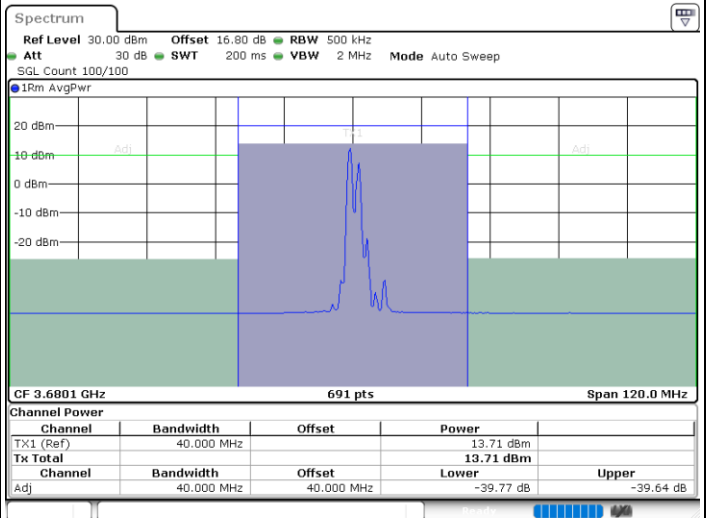 Spectrum
Ref Level 30.00 dBm Offset 16.80 dB RBW 500 kHz
Att 30 dB SWT 200 ms VBW 2 MHz Mode Auto Sweep
SGL Count 100/100
1Rm AvgPwr
20 dBm
TX1
Adj
Adj
10 dBm
0 dBm
-10 dBm
-20 dBm
CF 3.6801 GHz 691 pts Span 120.0 MHz
Channel Power
Channel Bandwidth Offset Power
TX1 (Ref) 40.000 MHz 13.71 dBm
Tx Total 13.71 dBm
Channel Bandwidth Offset Lower Upper
Adj 40.000 MHz 40.000 MHz -39.77 dB -39.64 dB
Ready